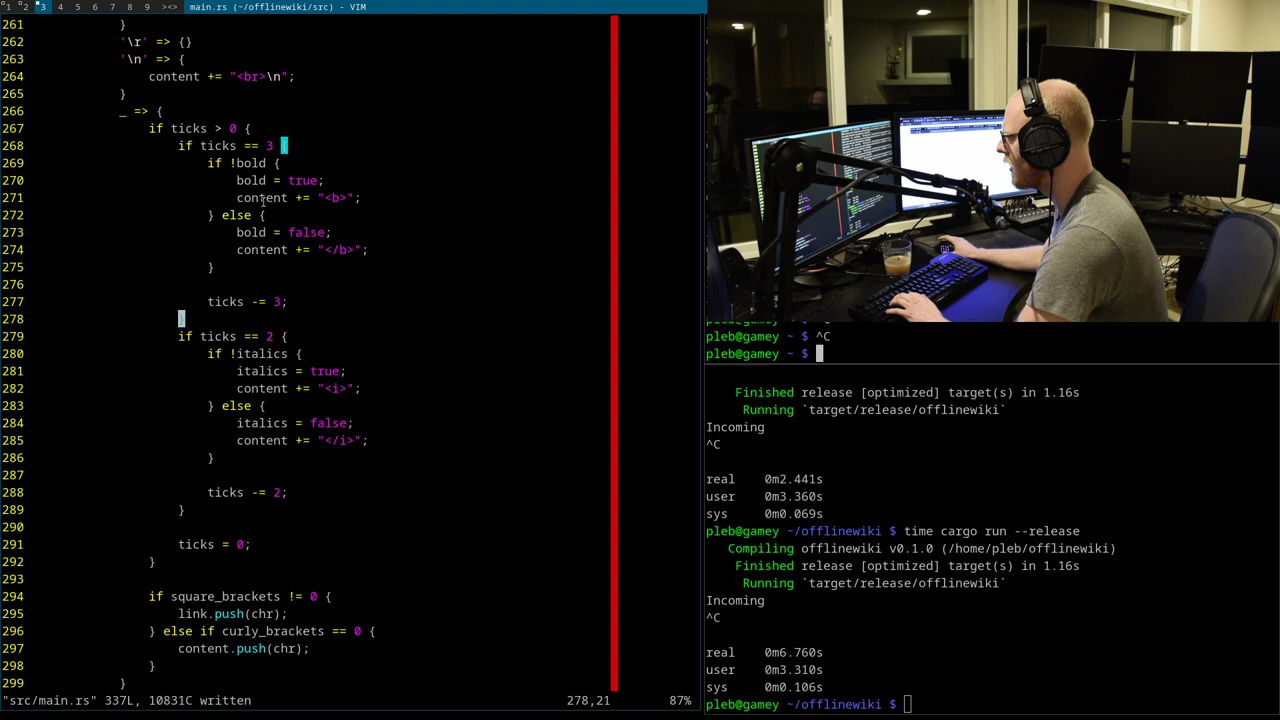 1 2 3 4 5 6 7 8 9 ><> main.rs (~/offlinewiki/src) - VIM
261 }
262 '\r' => {}
263 '\n' => {
264 content += "<br>\n";
265 }
266 _ => {
267 if ticks > 0 {
268 if ticks == 3 {
269 if !bold {
270 bold = true;
271 content += "<b>";
272 } else {
273 bold = false;
274 content += "</b>";
275 }
276
277 ticks -= 3;
278 }
279 if ticks == 2 {
280 if !italics {
281 italics = true;
282 content += "<i>";
283 } else {
284 italics = false;
285 content += "</i>";
286 }
287
288 ticks -= 2;
289 }
290
291 ticks = 0;
292 }
293
294 if square_brackets != 0 {
295 link.push(chr);
296 } else if curly_brackets == 0 {
297 content.push(chr);
298 }
299 }
"src/main.rs" 337L, 10831C written 278,21 87%
pleb@gamey ~ $ ^C
pleb@gamey ~ $
Finished release [optimized] target(s) in 1.16s
Running `target/release/offlinewiki`
Incoming
^C
real 0m2.441s
user 0m3.360s
sys 0m0.069s
pleb@gamey ~/offlinewiki $ time cargo run --release
Compiling offlinewiki v0.1.0 (/home/pleb/offlinewiki)
Finished release [optimized] target(s) in 1.16s
Running `target/release/offlinewiki`
Incoming
^C
real 0m6.760s
user 0m3.310s
sys 0m0.106s
pleb@gamey ~/offlinewiki $